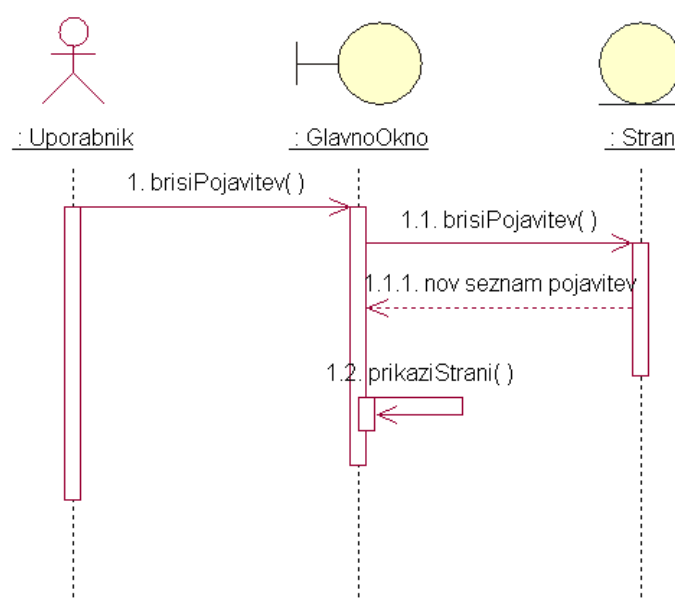 : Uporabnik
: GlavnoOkno
: Stran
1. brisiPojavitev( )
1.1. brisiPojavitev( )
1.1.1. nov seznam pojavitev
1.2. prikaziStrani( )